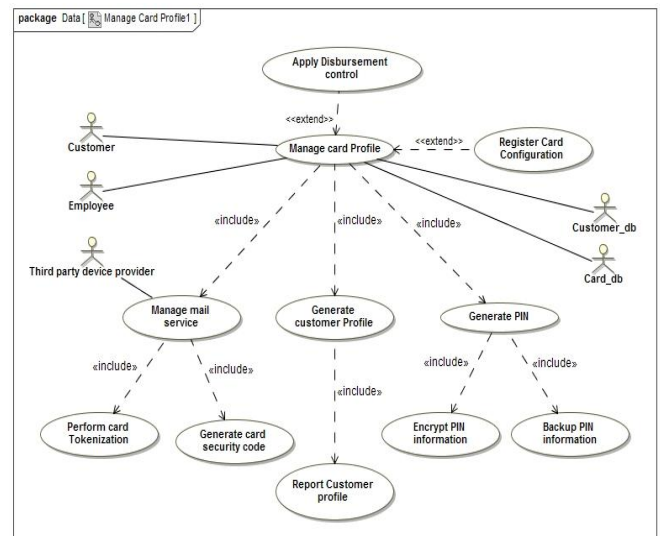 package Data [ Manage Card Profile1 ]
Apply Disbursement
control
<<extend>>
Customer
Manage card Profile
<<extend>>
Register Card
Configuration
Employee
«include»
«include»
«include»
Customer_db
Third party device provider
Card_db
Manage mail
service
Generate
customer Profile
Generate PIN
«include»
«include»
«include»
«include»
«include»
Perform card
Tokenization
Generate card
security code
Encrypt PIN
information
Backup PIN
information
Report Customer
profile